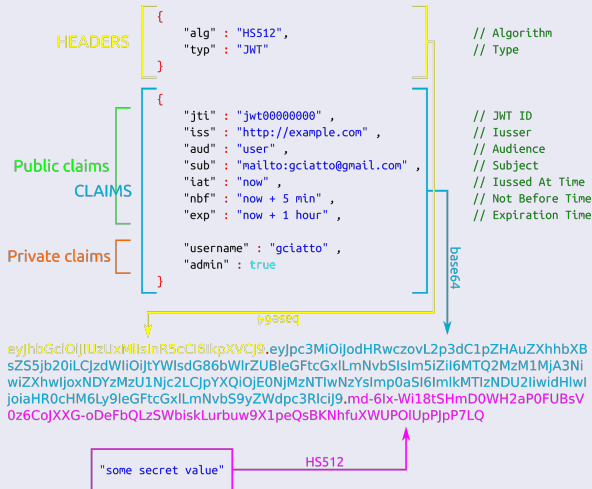 {
HEADERS "alg" : "HS512", // Algorithm
"typ" : "JWT" // Type
}
{
"jti" : "jwt00000000" , // JWT ID
"iss" : "http://example.com" , // Iusser
"aud" : "user" , // Audience
Public claims "sub" : "mailto:gciatto@gmail.com" , // Subject
CLAIMS "iat" : "now" , // Iussed At Time
"nbf" : "now + 5 min" , // Not Before Time
"exp" : "now + 1 hour" , // Expiration Time
"username" : "gciatto" ,
Private claims "admin" : true
}
base64
base64
eyJhbGciOiJIUzUxMiIsInR5cCI6IkpXVCJ9.eyJpc3MiOiJodHRwczovL2p3dC1pZHAuZXhhbXB
sZS5jb20iLCJzdWIiOiJtYWlsdG86bWlrZUBleGFtcGxlLmNvbSIsIm5iZiI6MTQ2MzM1MjA3Ni
wiZXhwIjoxNDYzMzU1Njc2LCJpYXQiOjE0NjMzNTIwNzYsImp0aSI6ImlkMTIzNDU2IiwidHlwI
joiaHR0cHM6Ly9leGFtcGxlLmNvbS9yZWdpc3RlciJ9.md-6Ix-Wi18tSHmD0WH2aP0FUBsV
0z6CoJXXG-oDeFbQLzSWbiskLurbuw9X1peQsBKNhfuXWUPOlUpPJpP7LQ
"some secret value" HS512